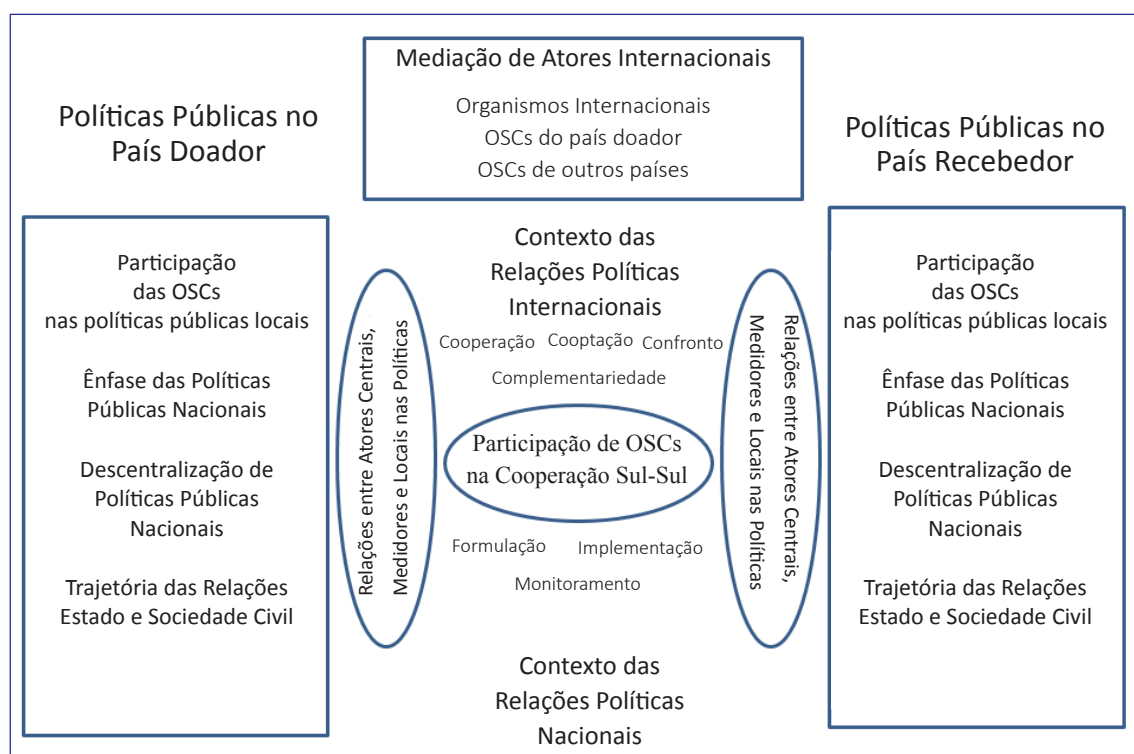 Mediação de Atores Internacionais
Organismos Internacionais
OSCs do país doador
OSCs de outros países
Políticas Públicas no
País Doador
Participação
das OSCs
nas políticas públicas locais
Ênfase das Políticas
Públicas Nacionais
Descentralização de
Políticas Públicas
Nacionais
Trajetória das Relações
Estado e Sociedade Civil
Relações entre Atores Centrais,
Medidores e Locais nas Políticas
Contexto das
Relações Políticas
Internacionais
Cooperação Cooptação Confronto
Complementariedade
Participação de OSCs
na Cooperação Sul-Sul
Formulação Implementação
Monitoramento
Contexto das
Relações Políticas
Nacionais
Relações entre Atores Centrais,
Medidores e Locais nas Políticas
Políticas Públicas no
País Recebedor
Participação
das OSCs
nas políticas públicas locais
Ênfase das Políticas
Públicas Nacionais
Descentralização de
Políticas Públicas
Nacionais
Trajetória das Relações
Estado e Sociedade Civil